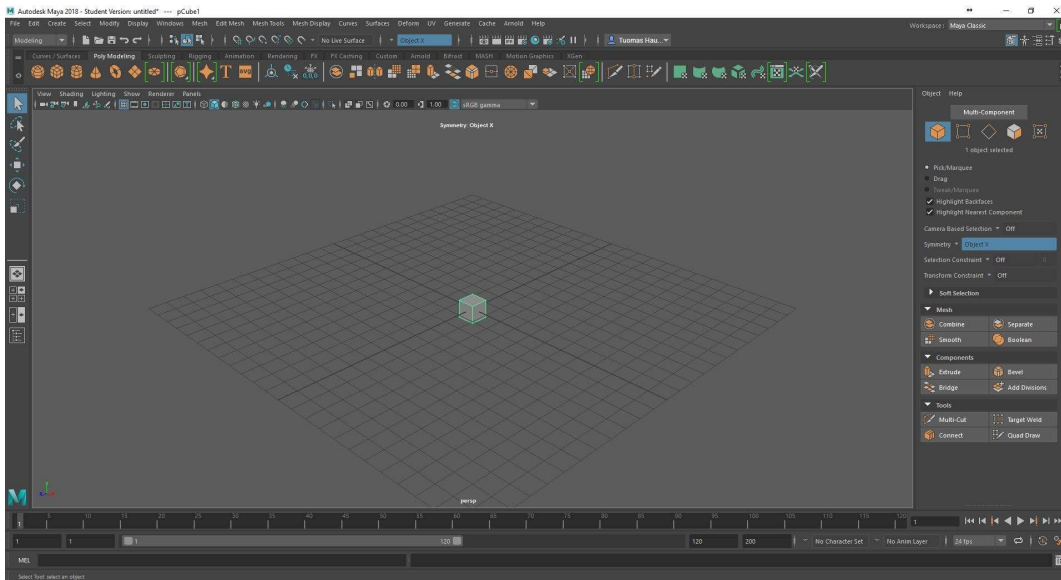 Autodesk Maya 2018 - Student Version: untitled* --- pCube1
File Edit Create Select Modify Display Windows Mesh Edit Mesh Mesh Tools Mesh Display Curves Surfaces Deform UV Generate Cache Arnold Help
Workspace: Maya Classic
Modeling No Live Surface Object X Tuomas Hau...
Curves / Surfaces Poly Modeling Sculpting Rigging Animation Rendering FX FX Caching Custom Arnold Bifrost MASH Motion Graphics XGen
View Shading Lighting Show Renderer Panels
0.00 1.00 sRGB gamma
Symmetry: Object X
persp
Object Help
Multi-Component
1 object selected
Pick/Marquee
Drag
Tweak/Marquee
Highlight Backfaces
Highlight Nearest Component
Camera Based Selection Off
Symmetry Object X
Selection Constraint Off
Transform Constraint Off
Soft Selection
Mesh
Combine Separate
Smooth Boolean
Components
Extrude Bevel
Bridge Add Divisions
Tools
Multi-Cut Target Weld
Connect Quad Draw
1 5 10 15 20 25 30 35 40 45 50 55 60 65 70 75 80 85 90 95 100 105 110 115 120 1
1 1 1 120 120 200 No Character Set No Anim Layer 24 fps
MEL
Select Tool: select an object